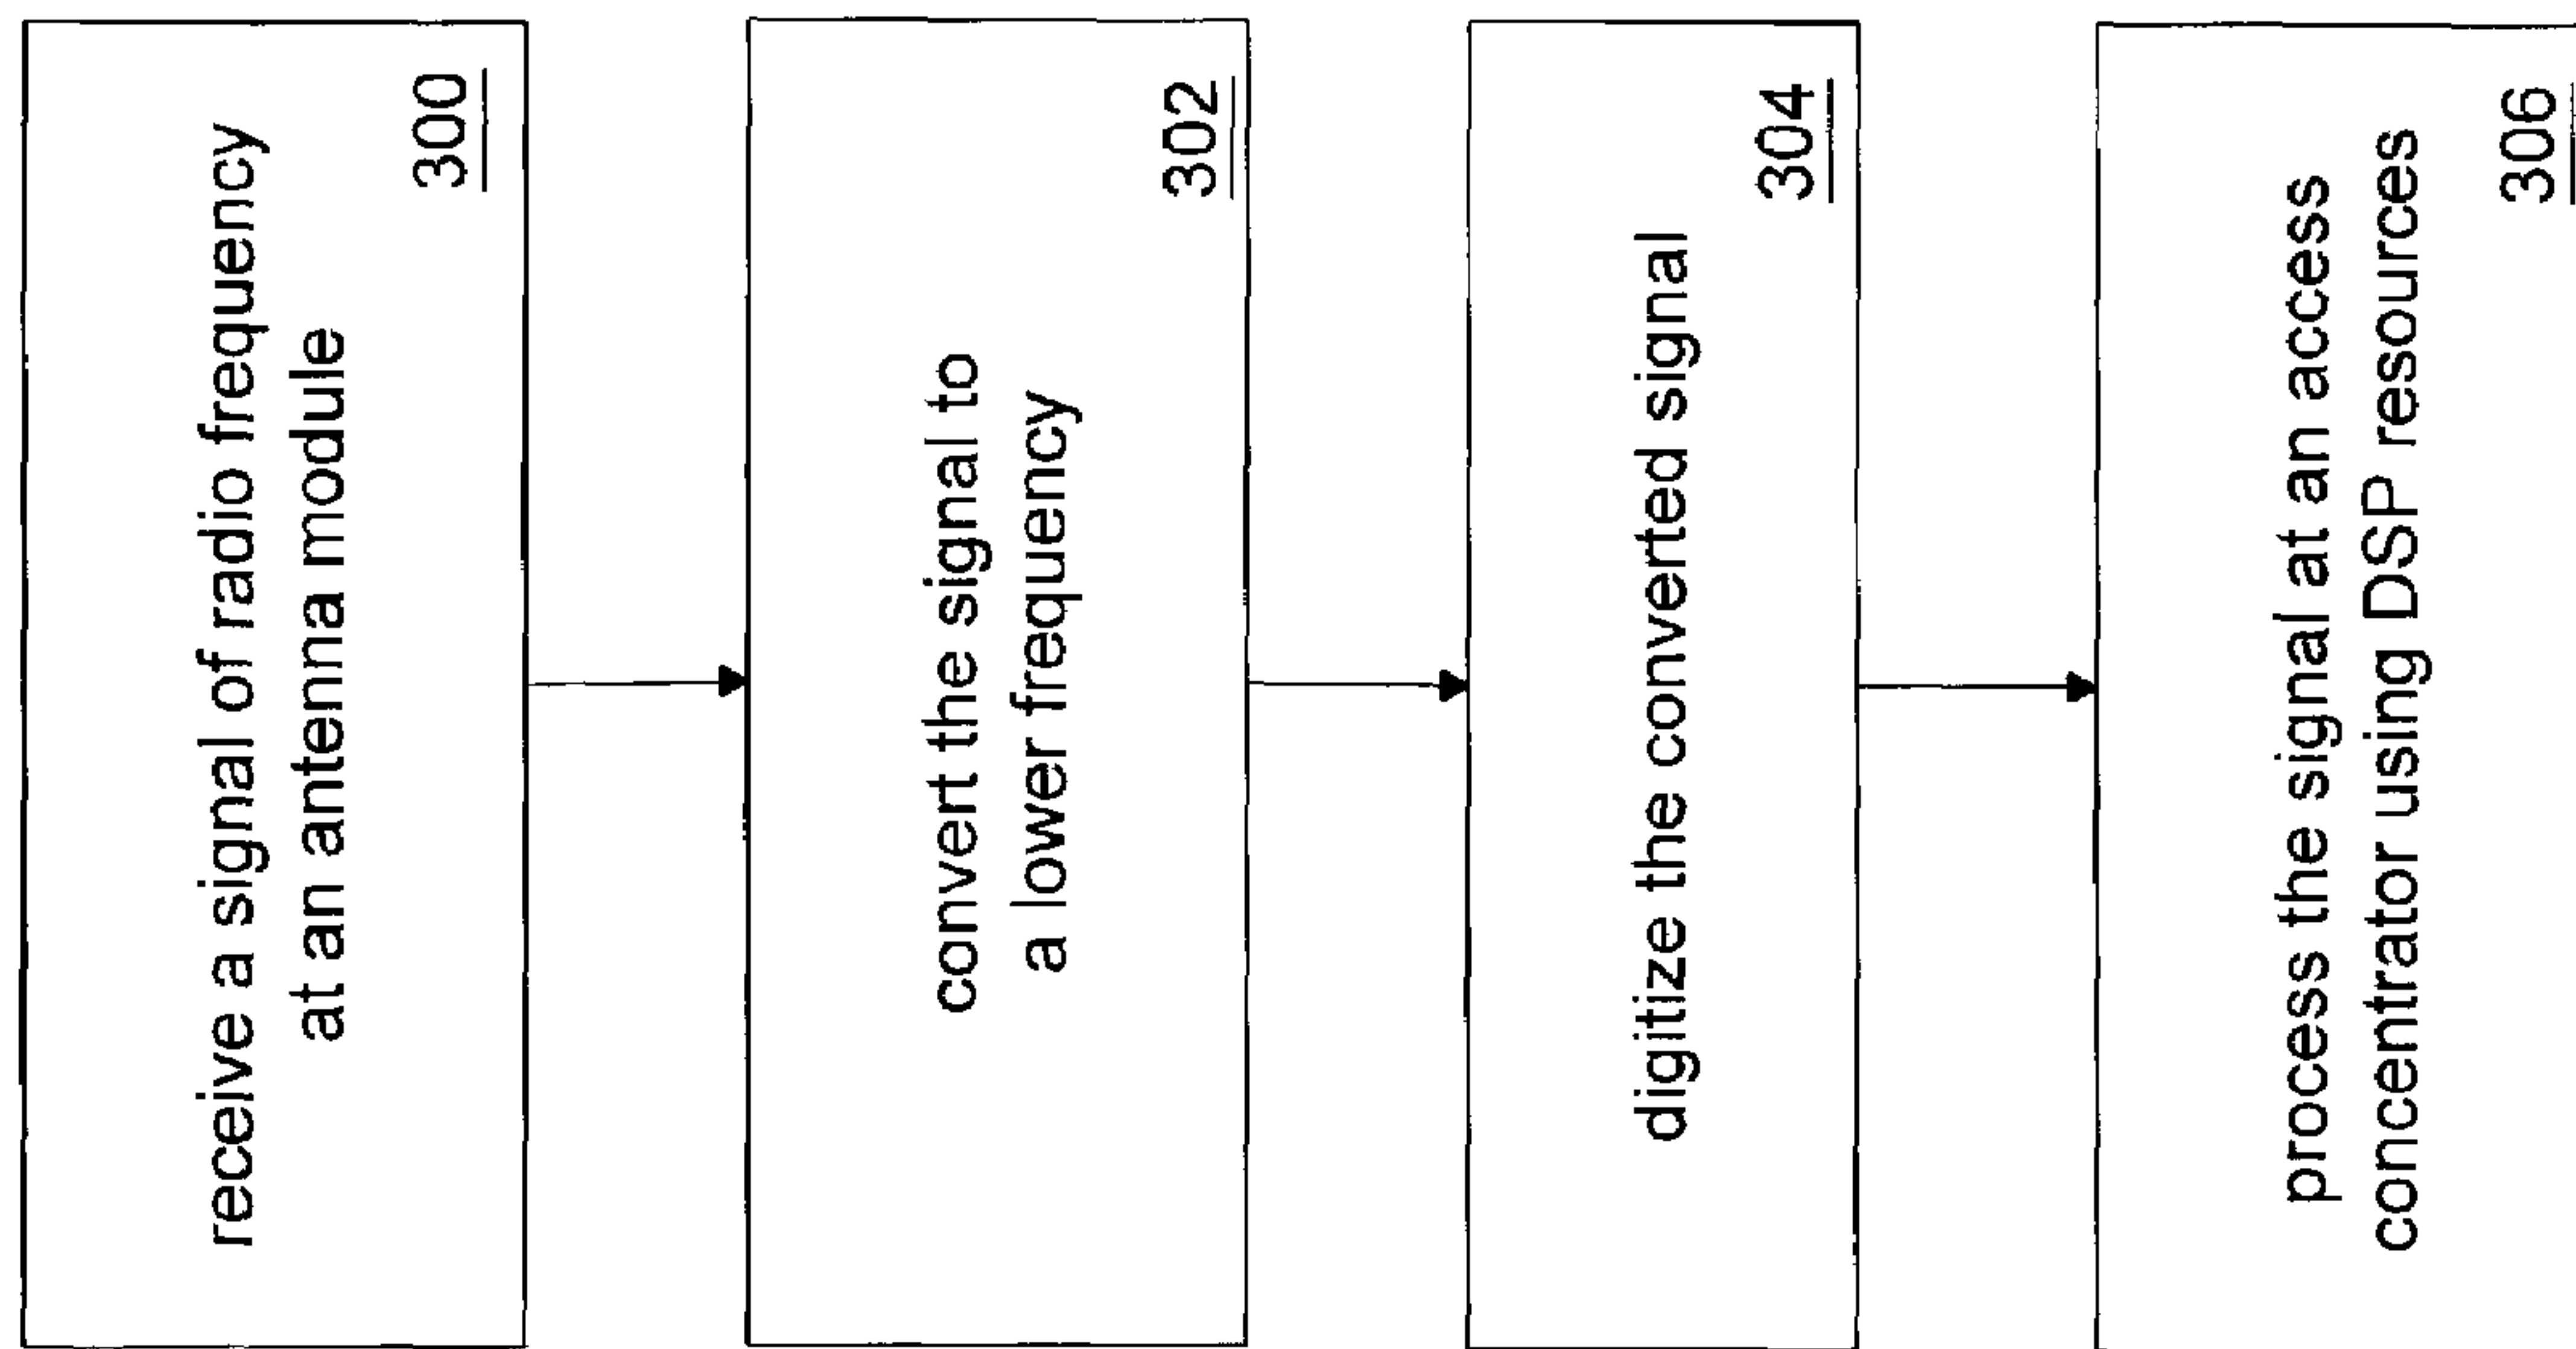 receive a signal of radio frequency
at an antenna module
300
convert the signal to
a lower frequency
302
digitize the converted signal
304
process the signal at an access
concentrator using DSP resources
306